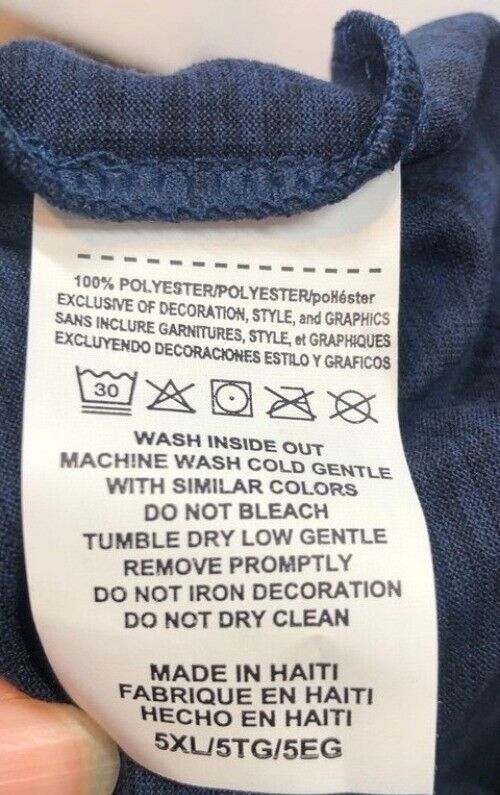 100% POLYESTER/POLYESTER/poliéster
EXCLUSIVE OF DECORATION, STYLE, and GRAPHICS
SANS INCLURE GARNITURES, STYLE, et GRAPHIQUES
EXCLUYENDO DECORACIONES ESTILO Y GRAFICOS
30
WASH INSIDE OUT
MACHINE WASH COLD GENTLE
WITH SIMILAR COLORS
DO NOT BLEACH
TUMBLE DRY LOW GENTLE
REMOVE PROMPTLY
DO NOT IRON DECORATION
DO NOT DRY CLEAN
MADE IN HAITI
FABRIQUE EN HAITI
HECHO EN HAITI
5XL/5TG/5EG